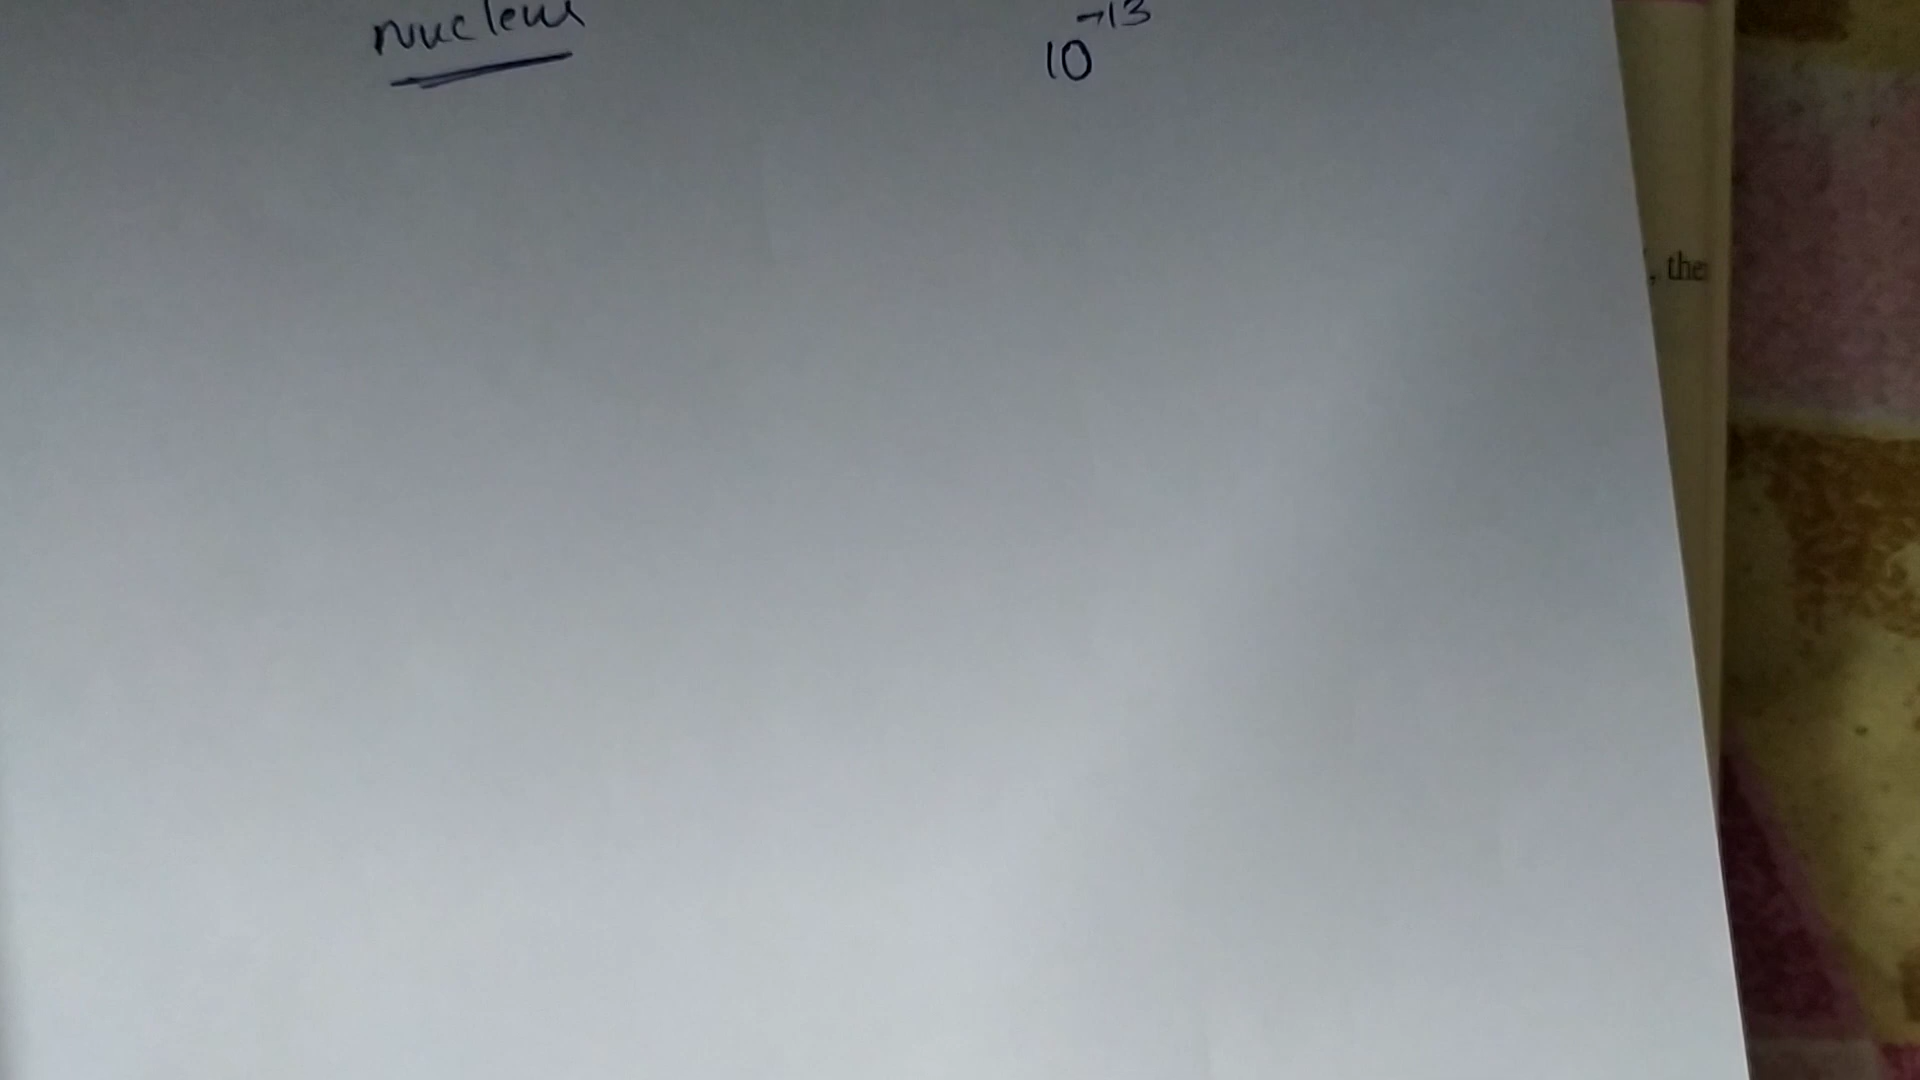 nucleus 10⁻¹³
, the